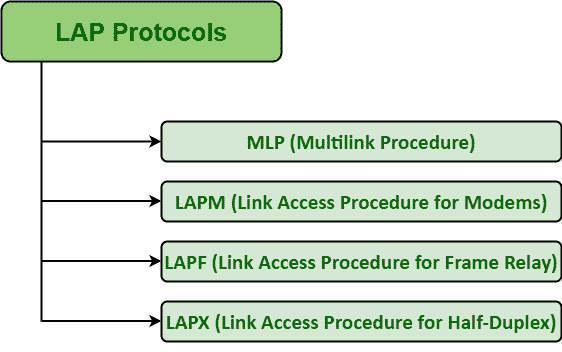 LAP Protocols
MLP (Multilink Procedure)
LAPM (Link Access Procedure for Modems)
LAPF (Link Access Procedure for Frame Relay)
LAPX (Link Access Procedure for Half-Duplex)